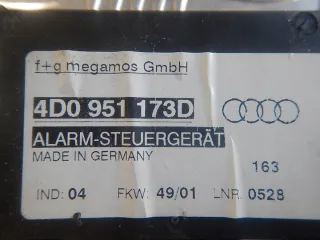 f+g megamos GmbH
4D0 951 173D
ALARM-STEUERGERÄT
MADE IN GERMANY
163
IND: 04 FKW: 49/01 LNR 0528